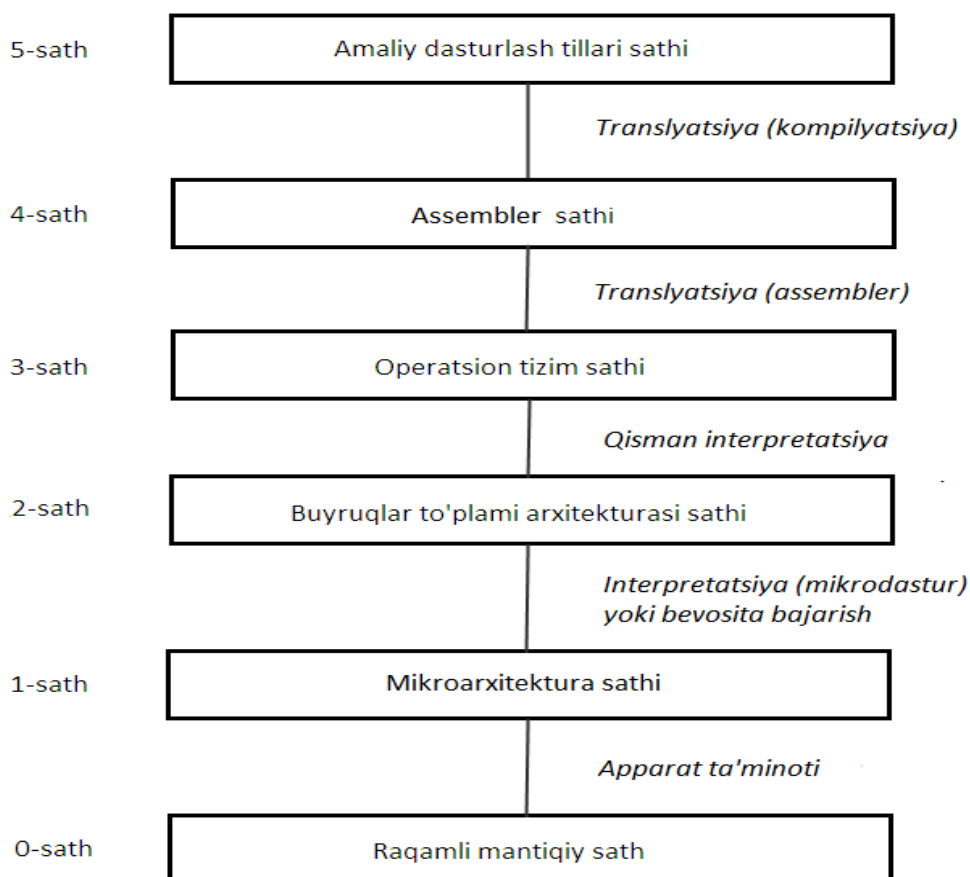 5-sath
Amaliy dasturlash tillari sathi
Translyatsiya (kompilyatsiya)
4-sath
Assembler sathi
Translyatsiya (assembler)
3-sath
Operatsion tizim sathi
Qisman interpretatsiya
2-sath
Buyruqlar to'plami arxitekturasi sathi
Interpretatsiya (mikrodastur)
yoki bevosita bajarish
1-sath
Mikroarxitektura sathi
Apparat ta'minoti
0-sath
Raqamli mantiqiy sath